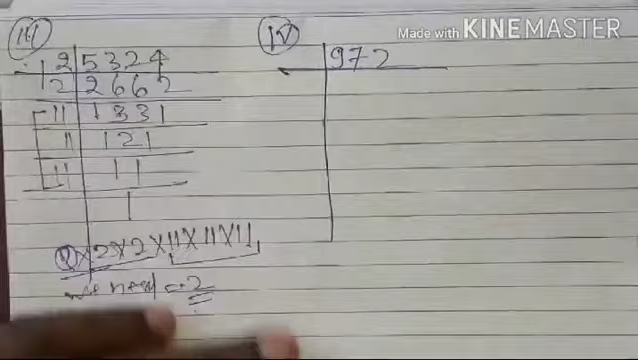 Made with KINEMASTER
III)
2 5324
2 2662
11 1331
11 121
11 11
1
2×2×2×11×11×11
We need = 2
IV)
972